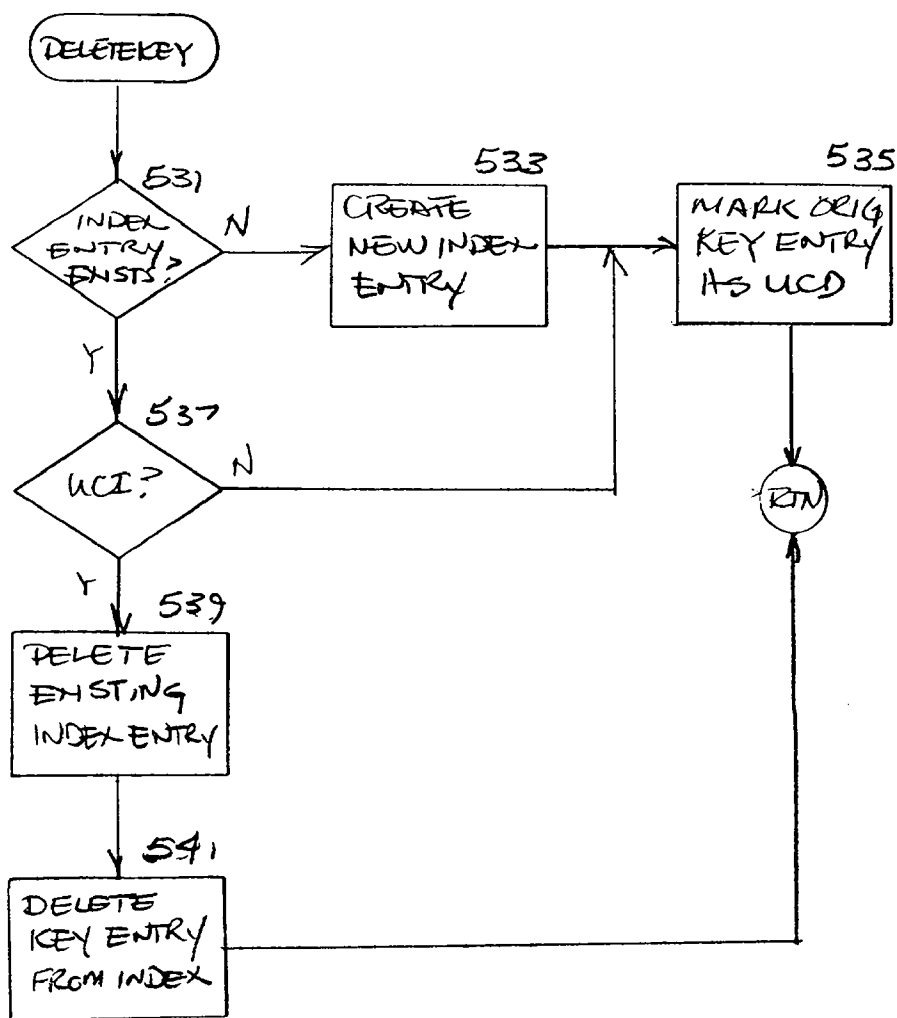 DELETEKEY
531
INDEX
ENTRY
EXISTS?
N
Y
533
CREATE
NEW INDEX
ENTRY
535
MARK ORIG
KEY ENTRY
AS UCD
537
UCI?
N
Y
RTN
539
DELETE
EXISTING
INDEX ENTRY
541
DELETE
KEY ENTRY
FROM INDEX